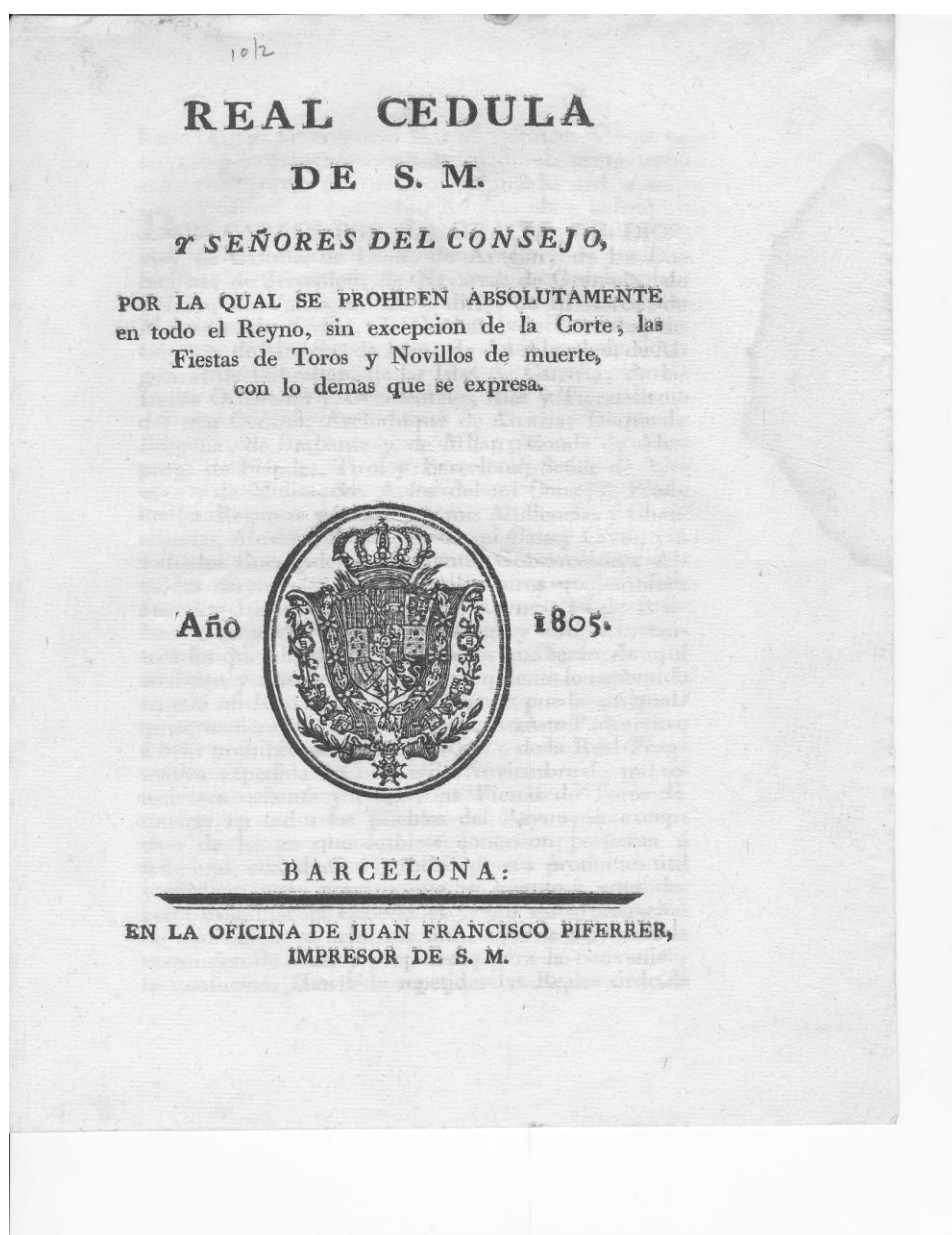 10/2
REAL CEDULA
DE S. M.
Y SEÑORES DEL CONSEJO,
POR LA QUAL SE PROHIBEN ABSOLUTAMENTE
en todo el Reyno, sin excepcion de la Corte, las
Fiestas de Toros y Novillos de muerte,
con lo demas que se expresa.
Año 1805.
BARCELONA:
EN LA OFICINA DE JUAN FRANCISCO PIFERRER,
IMPRESOR DE S. M.